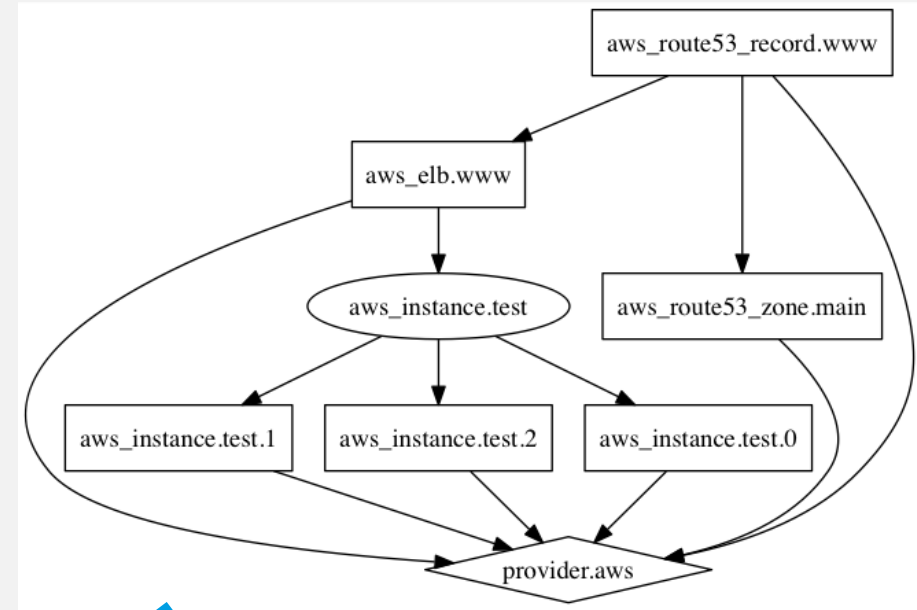 aws_route53_record.www
aws_elb.www
aws_instance.test
aws_route53_zone.main
aws_instance.test.1
aws_instance.test.2
aws_instance.test.0
provider.aws